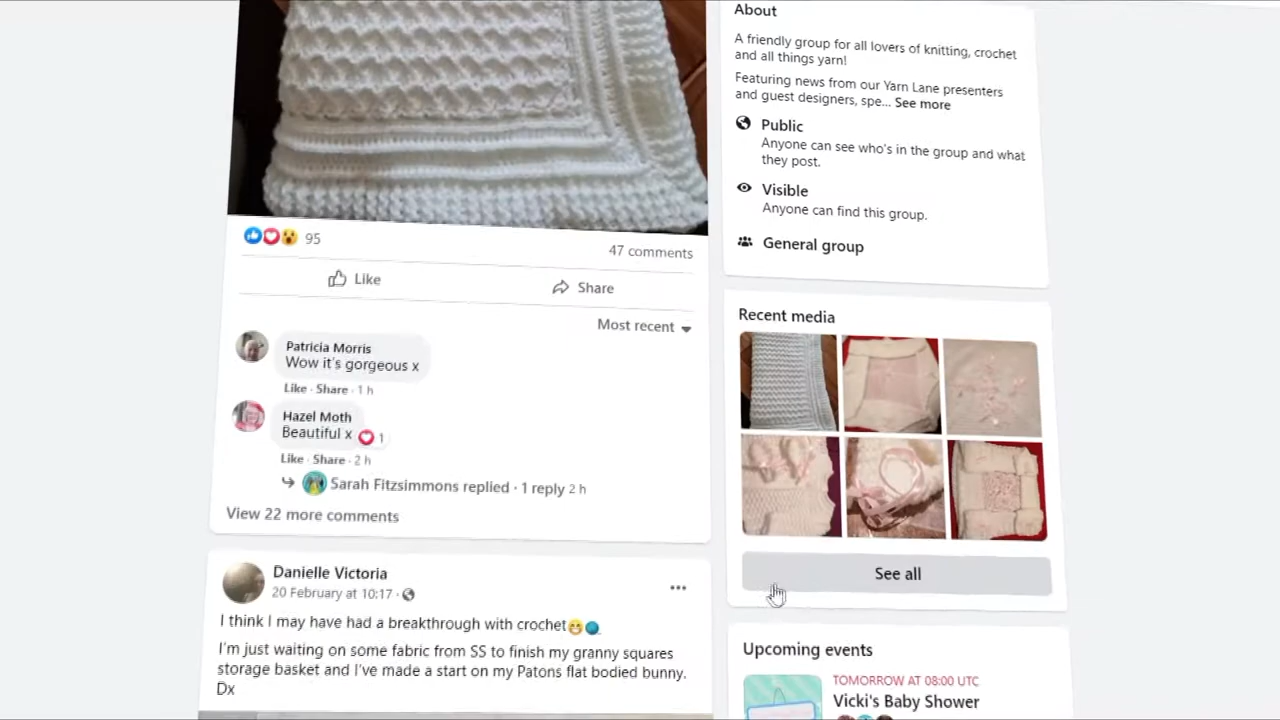 95
47 comments
Like
Share
Most recent
Patricia Morris
Wow it's gorgeous x
Like · Share · 1 h
Hazel Moth
Beautiful x
1
Like · Share · 2 h
Sarah Fitzsimmons replied · 1 reply 2 h
View 22 more comments
Danielle Victoria
20 February at 10:17 ·
I think I may have had a breakthrough with crochet
I'm just waiting on some fabric from SS to finish my granny squares
storage basket and I've made a start on my Patons flat bodied bunny.
Dx
About
A friendly group for all lovers of knitting, crochet
and all things yarn!
Featuring news from our Yarn Lane presenters
and guest designers, spe... See more
Public
Anyone can see who's in the group and what
they post.
Visible
Anyone can find this group.
General group
Recent media
See all
Upcoming events
TOMORROW AT 08:00 UTC
Vicki's Baby Shower